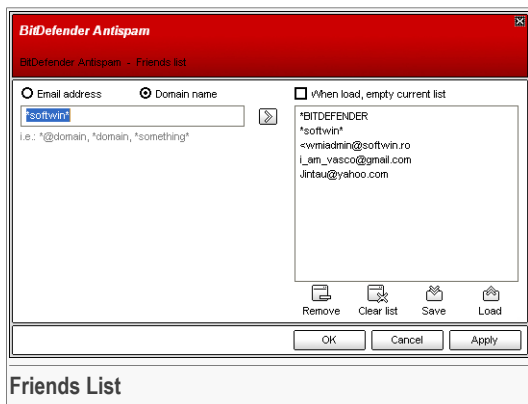 BitDefender Antispam
BitDefender Antispam - Friends list
Email address Domain name
*softwin*
i.e.: *@domain, *domain, *something*
When load, empty current list
*BITDEFENDER
*softwin*
<wmiadmin@softwin.ro
i_am_vasco@gmail.com
Jintau@yahoo.com
Remove Clear list Save Load
OK Cancel Apply
Friends List